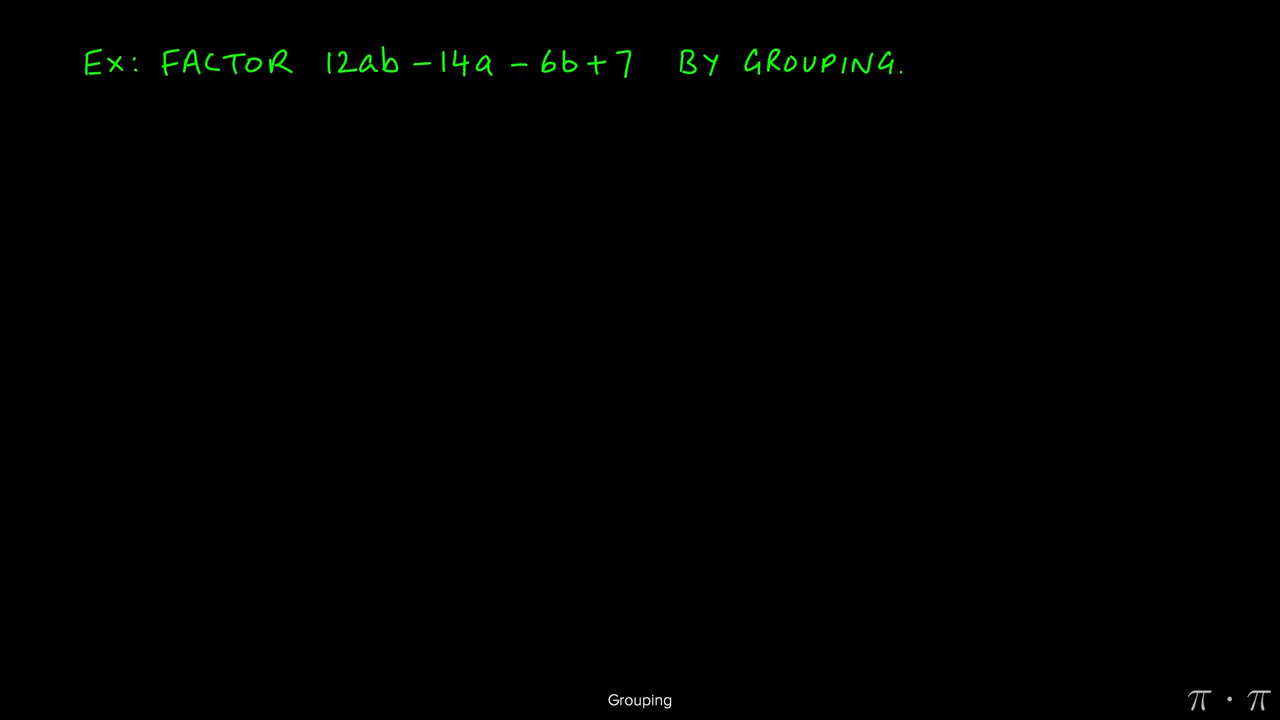 Ex: FACTOR 12ab - 14a - 6b + 7 BY GROUPING.
Grouping
π · π